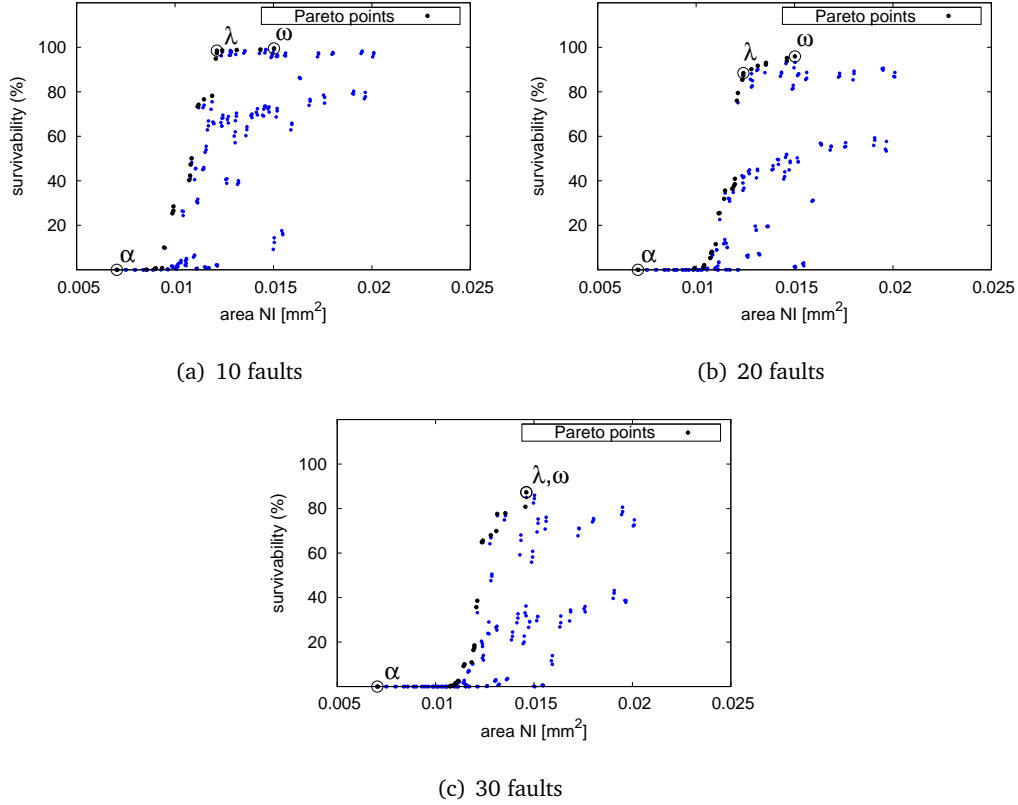 Pareto points
100
80
60
40
20
survivability (%)
α
λ
ω
0.005
0.01
0.015
0.02
0.025
area NI [mm²]
(a) 10 faults
Pareto points
100
80
60
40
20
survivability (%)
α
λ
ω
0.005
0.01
0.015
0.02
0.025
area NI [mm²]
(b) 20 faults
Pareto points
100
80
60
40
20
survivability (%)
α
λ,ω
0.005
0.01
0.015
0.02
0.025
area NI [mm²]
(c) 30 faults